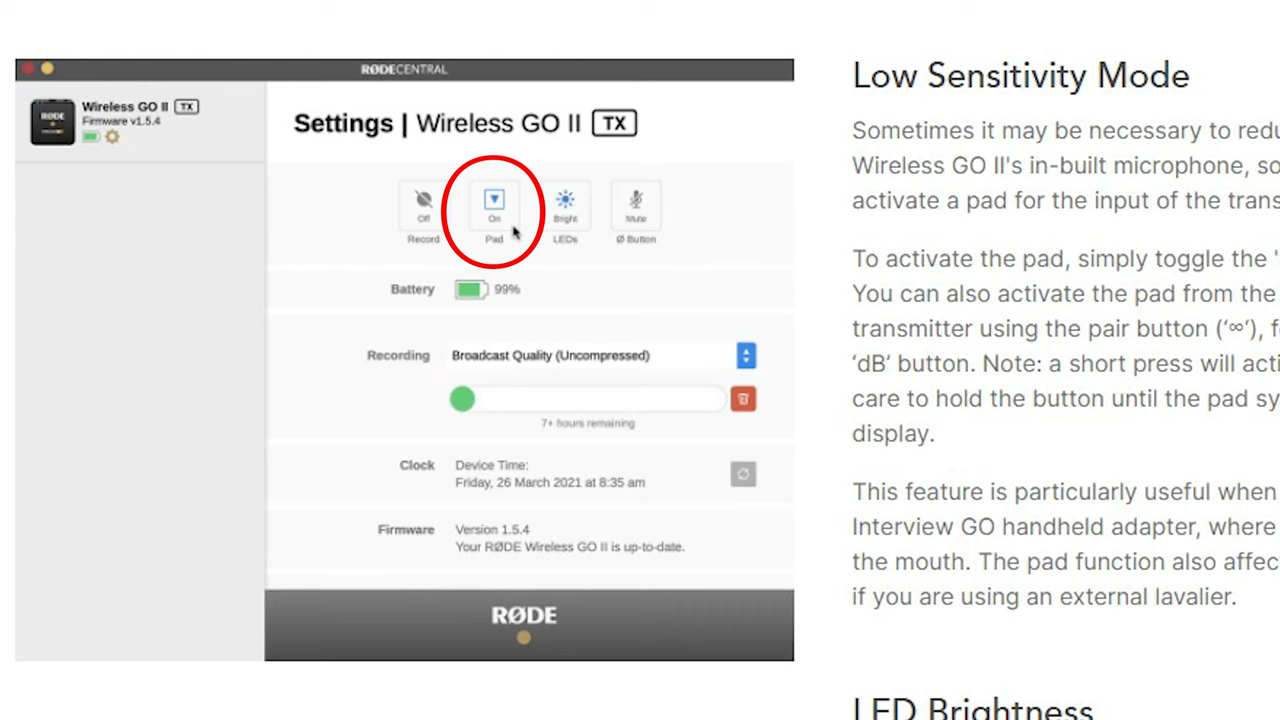 RØDECENTRAL
Wireless GO II TX
Firmware v1.5.4
RØDE
Settings | Wireless GO II TX
Off
On
Bright
Mute
Record
Pad
LEDs
Ø Button
Battery 99%
Recording Broadcast Quality (Uncompressed)
7+ hours remaining
Clock Device Time:
Friday, 26 March 2021 at 8:35 am
Firmware Version 1.5.4
Your RØDE Wireless GO II is up-to-date.
RØDE
Low Sensitivity Mode
Sometimes it may be necessary to redu
Wireless GO II's in-built microphone, so
activate a pad for the input of the trans
To activate the pad, simply toggle the '
You can also activate the pad from the
transmitter using the pair button (‘∞‘), f
‘dB’ button. Note: a short press will acti
care to hold the button until the pad sy
display.
This feature is particularly useful when
Interview GO handheld adapter, where
the mouth. The pad function also affec
if you are using an external lavalier.
LED Brightness